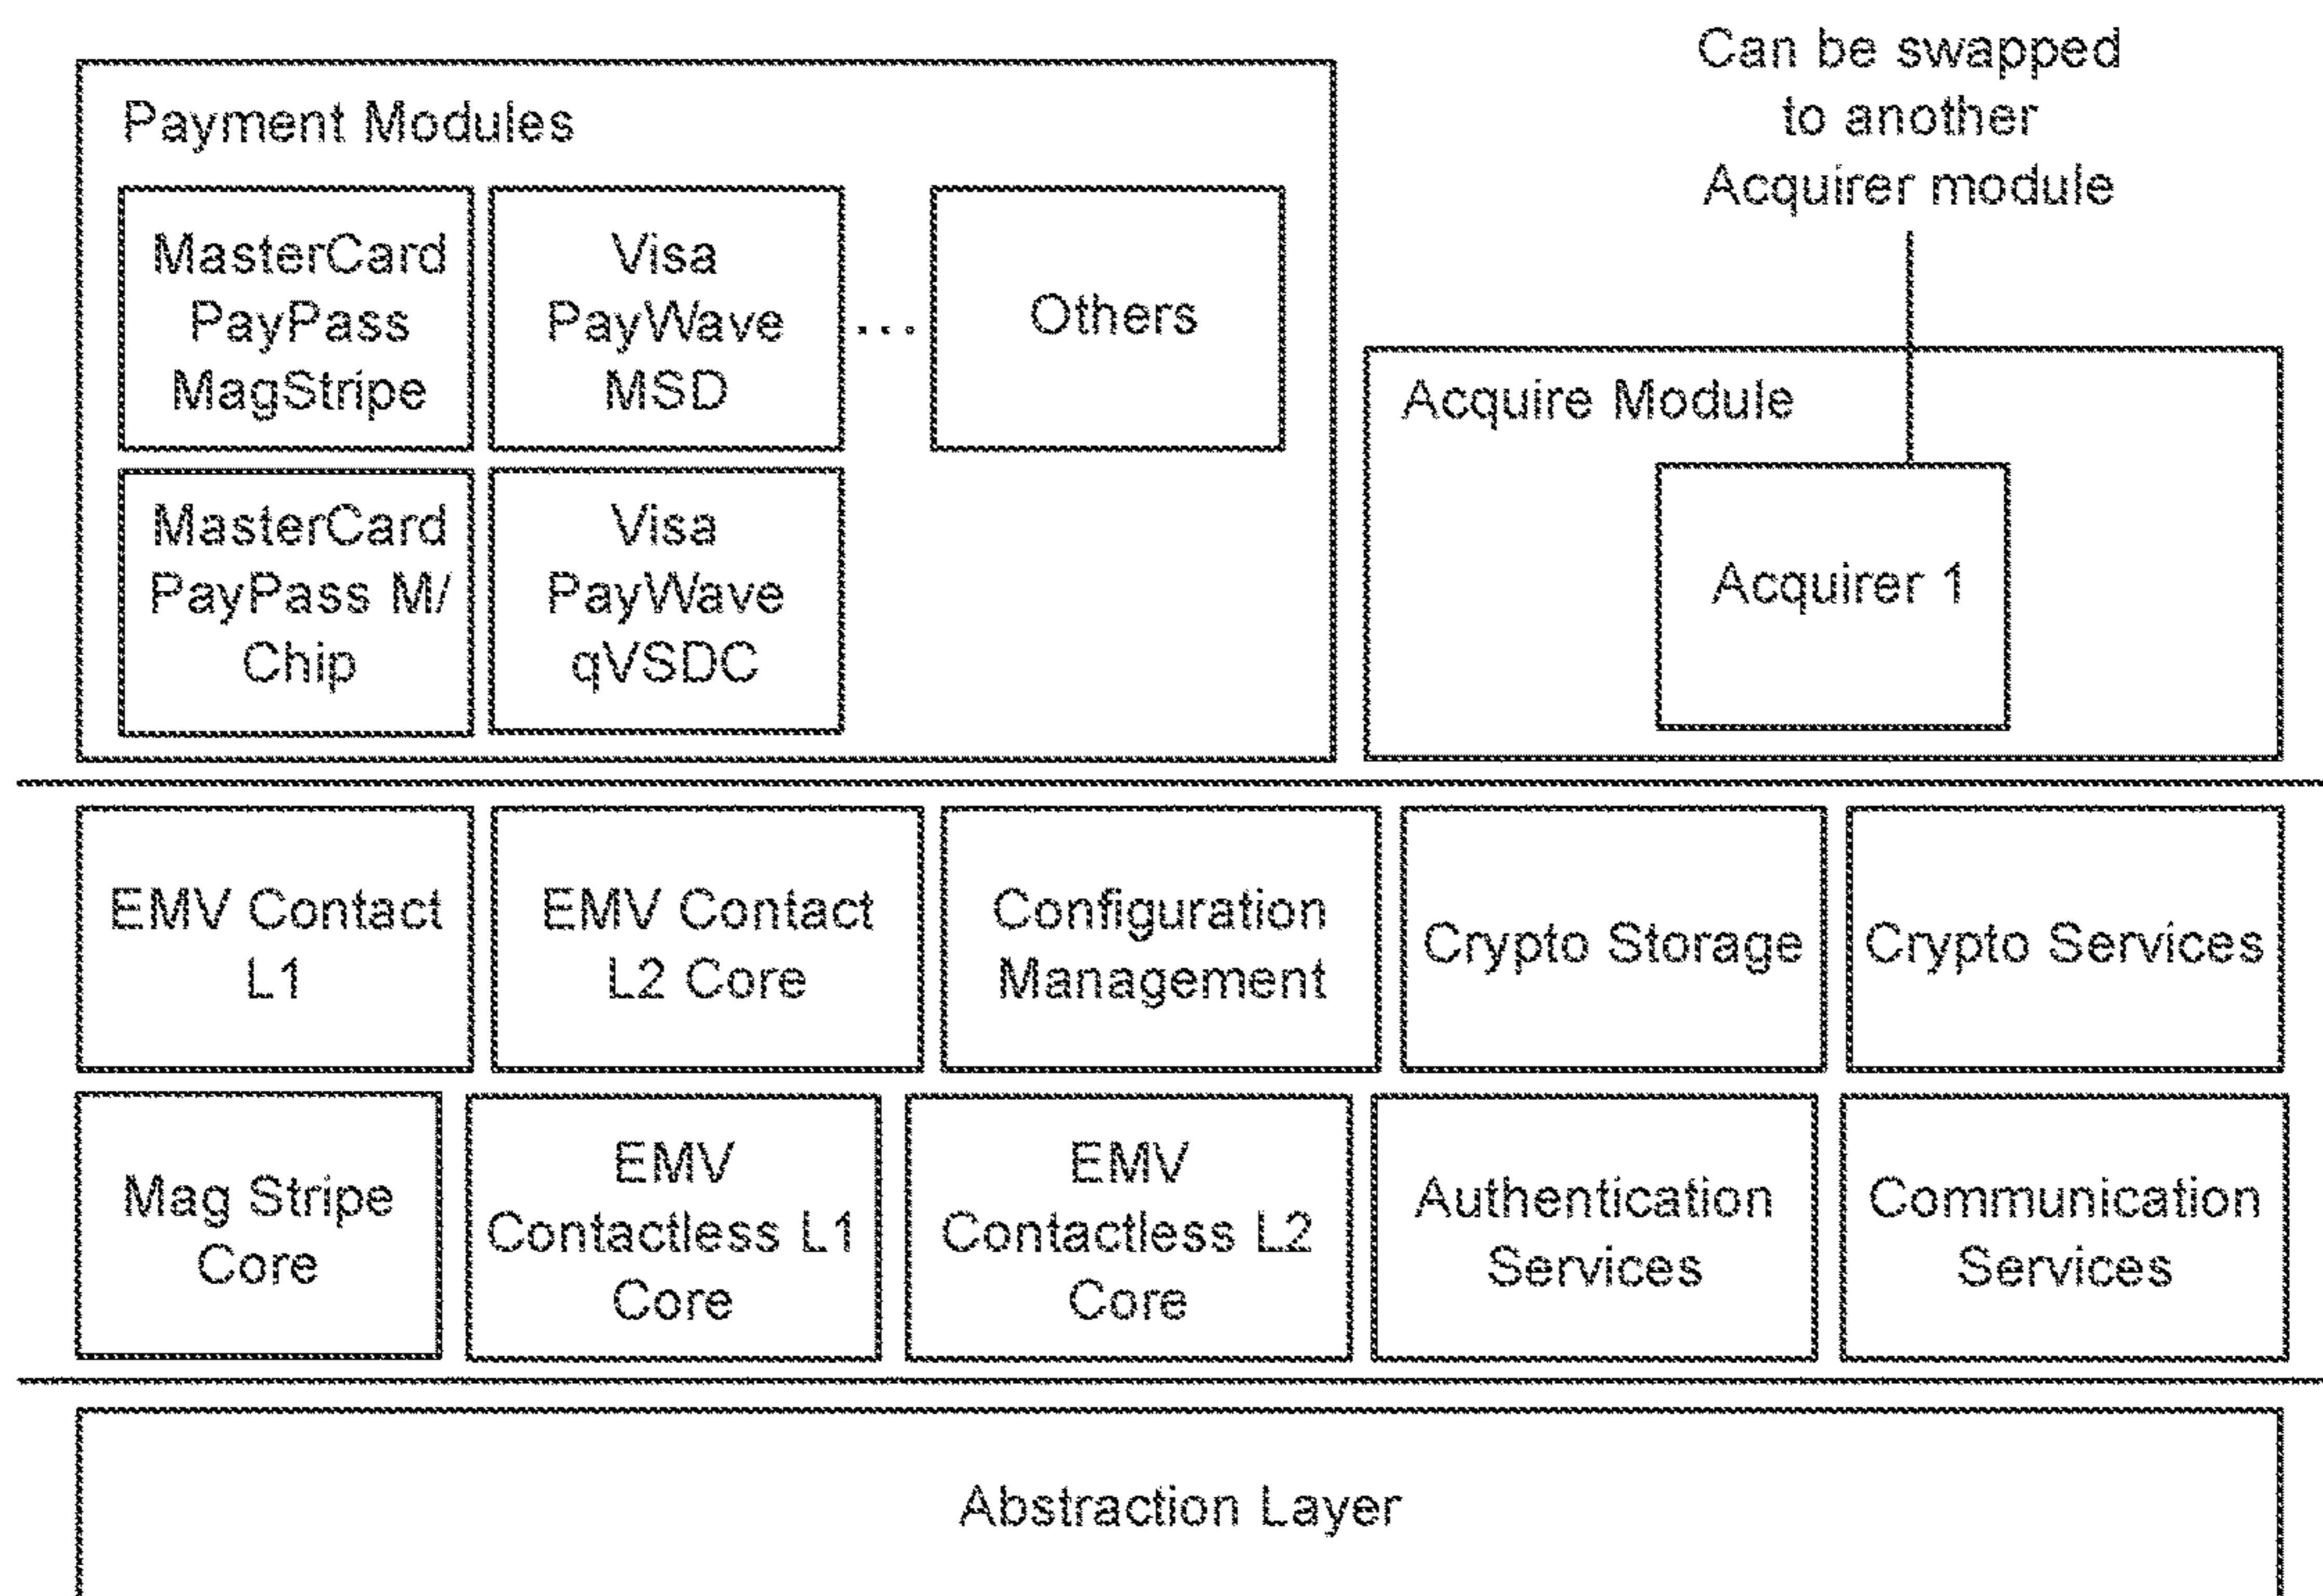 Payment Modules
MasterCard
PayPass
MagStripe
Visa
PayWave
MSD
...
Others
MasterCard
PayPass M/
Chip
Visa
PayWave
qVSDC
Can be swapped
to another
Acquirer module
Acquire Module
Acquirer 1
EMV Contact
L1
EMV Contact
L2 Core
Configuration
Management
Crypto Storage
Crypto Services
Mag Stripe
Core
EMV
Contactless L1
Core
EMV
Contactless L2
Core
Authentication
Services
Communication
Services
Abstraction Layer